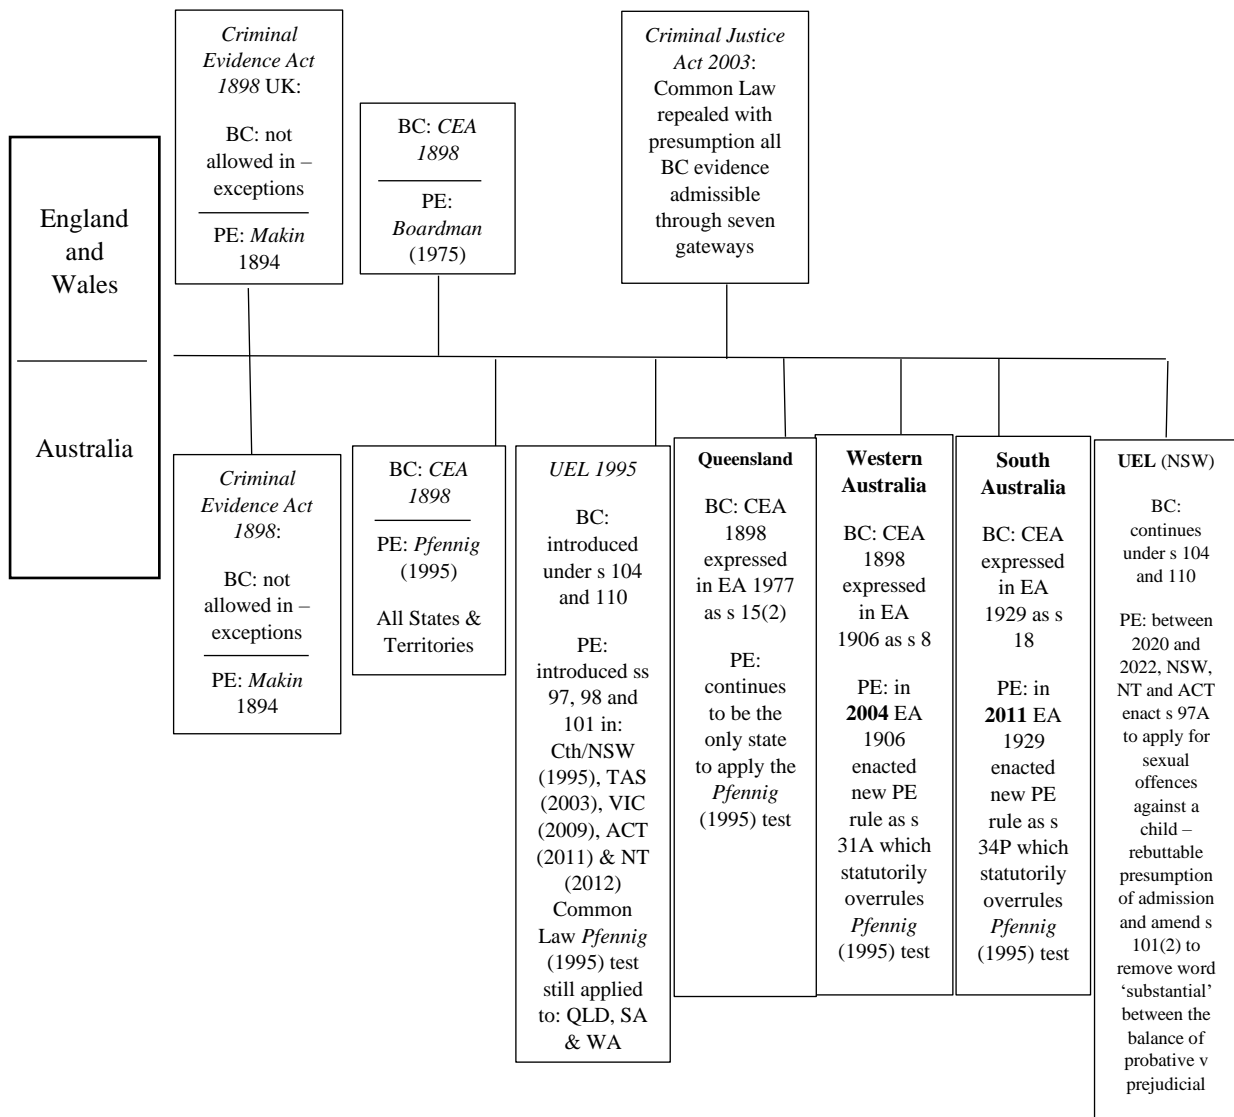 England
and
Wales
Australia
Criminal
Evidence Act
1898 UK:
BC: not
allowed in –
exceptions
PE: Makin
1894
BC: CEA
1898
PE:
Boardman
(1975)
Criminal Justice
Act 2003:
Common Law
repealed with
presumption all
BC evidence
admissible
through seven
gateways
Criminal
Evidence Act
1898:
BC: not
allowed in –
exceptions
PE: Makin
1894
BC: CEA
1898
PE: Pfennig
(1995)
All States &
Territories
UEL 1995
BC:
introduced
under s 104
and 110
PE:
introduced ss
97, 98 and
101 in:
Cth/NSW
(1995), TAS
(2003), VIC
(2009), ACT
(2011) & NT
(2012)
Common
Law Pfennig
(1995) test
still applied
to: QLD, SA
& WA
Queensland
BC: CEA
1898
expressed
in EA 1977
as s 15(2)
PE:
continues
to be the
only state
to apply the
Pfennig
(1995) test
Western
Australia
BC: CEA
1898
expressed
in EA
1906 as s 8
PE: in
2004 EA
1906
enacted
new PE
rule as s
31A which
statutorily
overrules
Pfennig
(1995) test
South
Australia
BC: CEA
expressed
in EA
1929 as s
18
PE: in
2011 EA
1929
enacted
new PE
rule as s
34P which
statutorily
overrules
Pfennig
(1995) test
UEL (NSW)
BC:
continues
under s 104
and 110
PE: between
2020 and
2022, NSW,
NT and ACT
enact s 97A
to apply for
sexual
offences
against a
child –
rebuttable
presumption
of admission
and amend s
101(2) to
remove word
‘substantial’
between the
balance of
probative v
prejudicial